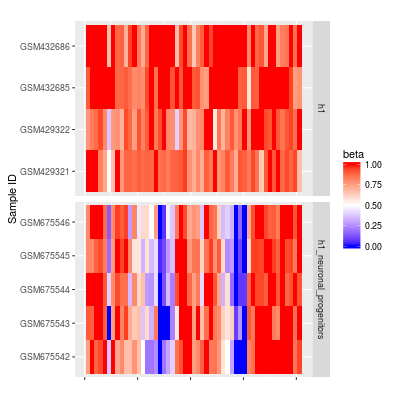 Sample ID
GSM432686
GSM432685
GSM429322
GSM429321
h1
GSM675546
GSM675545
GSM675544
GSM675543
GSM675542
h1_neuronal_progenitors
beta
1.00
0.75
0.50
0.25
0.00